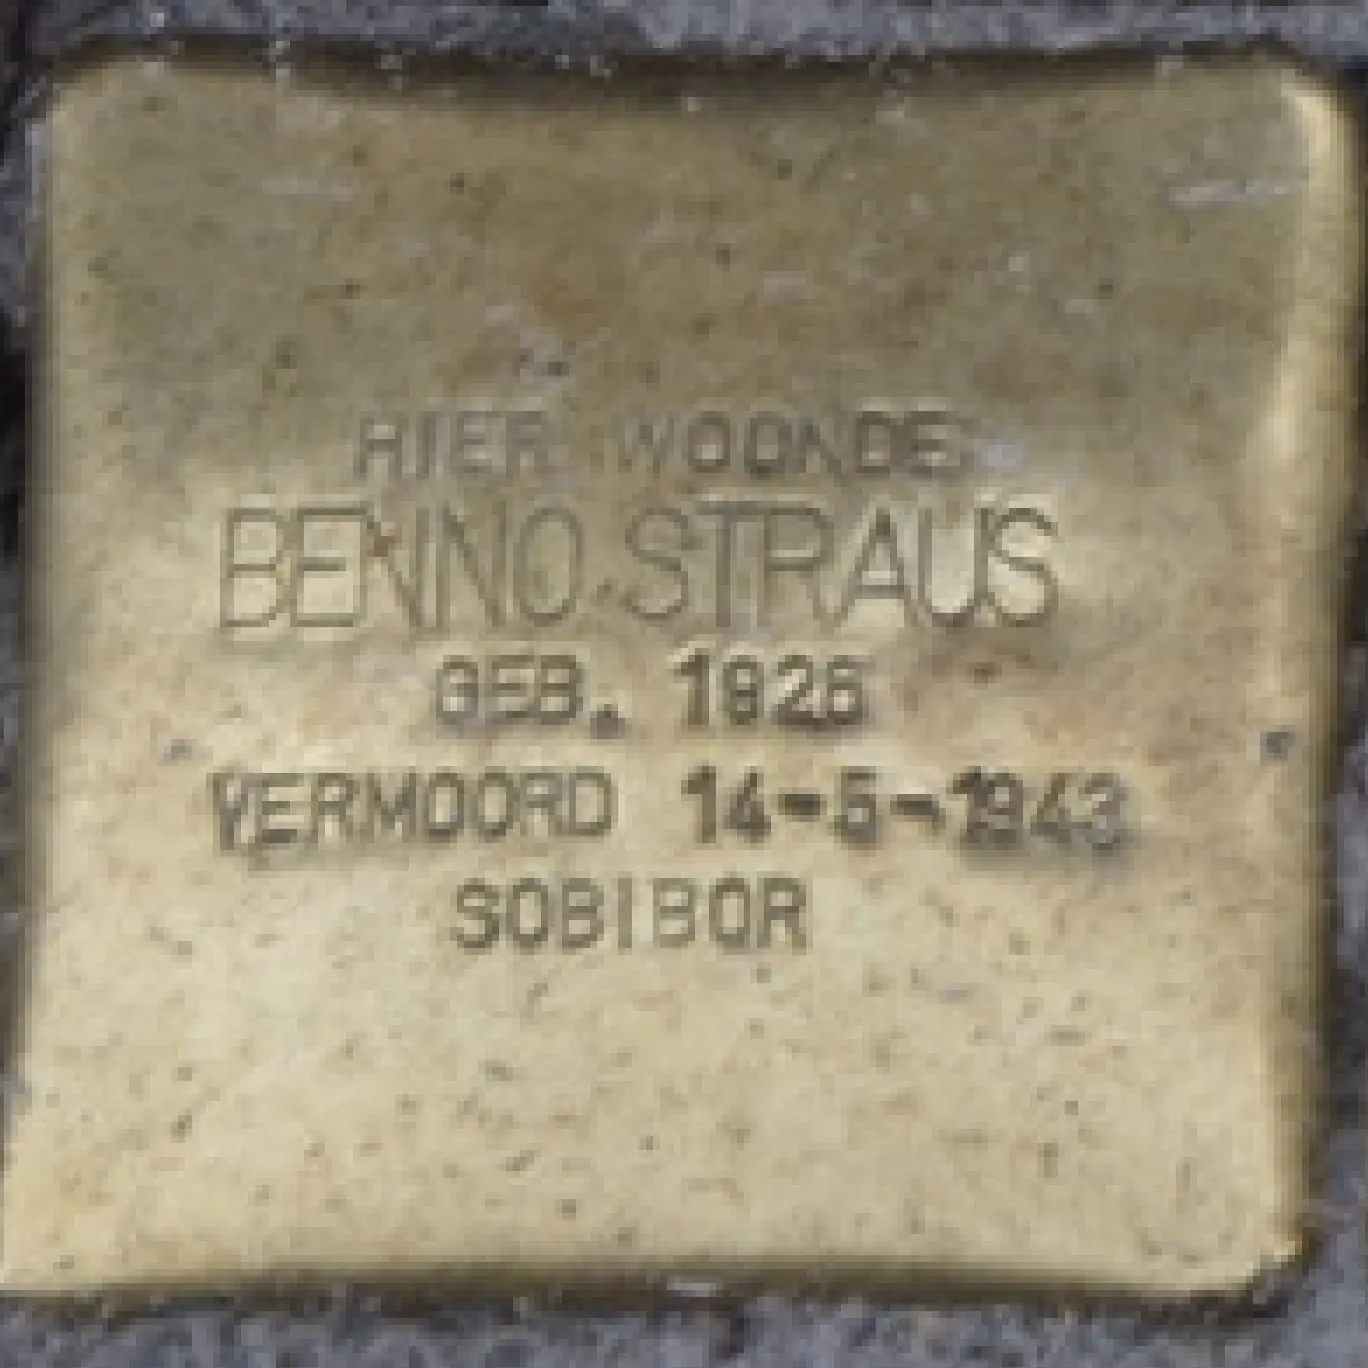 HIER WOONDE
BENNO STRAUS
GEB. 1926
VERMOORD 14-5-1943
SOBIBOR